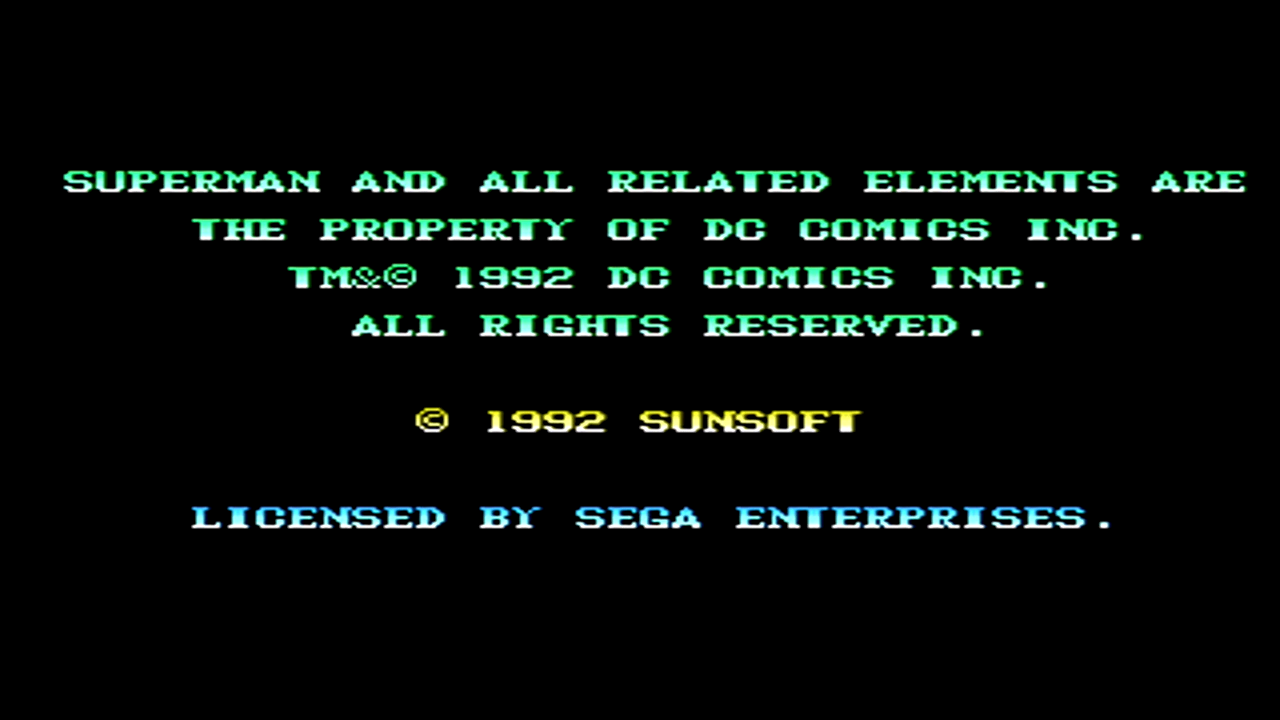 SUPERMAN AND ALL RELATED ELEMENTS ARE
THE PROPERTY OF DC COMICS INC.
TM&© 1992 DC COMICS INC.
ALL RIGHTS RESERVED.
© 1992 SUNSOFT
LICENSED BY SEGA ENTERPRISES.